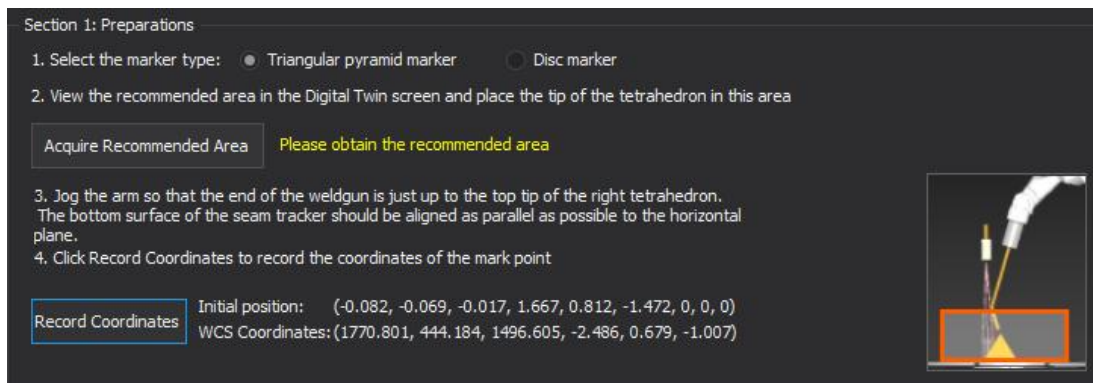 Section 1: Preparations
1. Select the marker type: Triangular pyramid marker Disc marker
2. View the recommended area in the Digital Twin screen and place the tip of the tetrahedron in this area
Acquire Recommended Area Please obtain the recommended area
3. Jog the arm so that the end of the weldgun is just up to the top tip of the right tetrahedron.
The bottom surface of the seam tracker should be aligned as parallel as possible to the horizontal
plane.
4. Click Record Coordinates to record the coordinates of the mark point
Record Coordinates
Initial position: (-0.082, -0.069, -0.017, 1.667, 0.812, -1.472, 0, 0, 0)
WCS Coordinates: (1770.801, 444.184, 1496.605, -2.486, 0.679, -1.007)